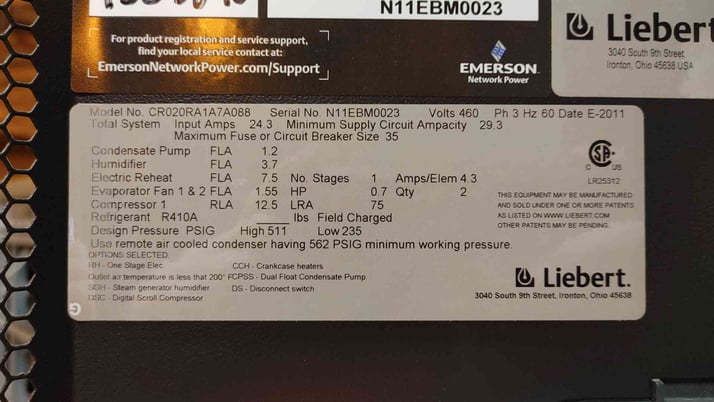 N11EBM0023
For product registration and service support,
find your local service contact at:
EmersonNetworkPower.com/Support
EMERSON
Network Power
Liebert
3040 South 9th Street
Ironton, Ohio 45638 USA
Model No. CR020RA1A7A088 Serial No. N11EBM0023 Volts 460 Ph 3 Hz 60 Date E-2011
Total System Input Amps 24.3 Minimum Supply Circuit Ampacity 29.3
Maximum Fuse or Circuit Breaker Size 35
Condensate Pump FLA 1.2
Humidifier FLA 3.7
Electric Reheat FLA 7.5 No. Stages 1 Amps/Elem 4.3
Evaporator Fan 1 & 2 FLA 1.55 HP 0.7 Qty 2
Compressor 1 RLA 12.5 LRA 75
Refrigerant R410A ____ lbs Field Charged
Design Pressure PSIG High 511 Low 235
Use remote air cooled condenser having 562 PSIG minimum working pressure.
OPTIONS SELECTED
RH - One Stage Elec. CCH - Crankcase heaters
Outlet air temperature is less that 200° FCPSS - Dual Float Condensate Pump
SGH - Steam generator humidifier DS - Disconnect switch
DSC - Digital Scroll Compressor
C US
LR25312
THIS EQUIPMENT MAY BE MANUFACTURED
AND SOLD UNDER ONE OR MORE PATENTS
AS LISTED ON WWW.LIEBERT.COM
OTHER PATENTS MAY BE PENDING.
Liebert.
3040 South 9th Street, Ironton, Ohio 45638